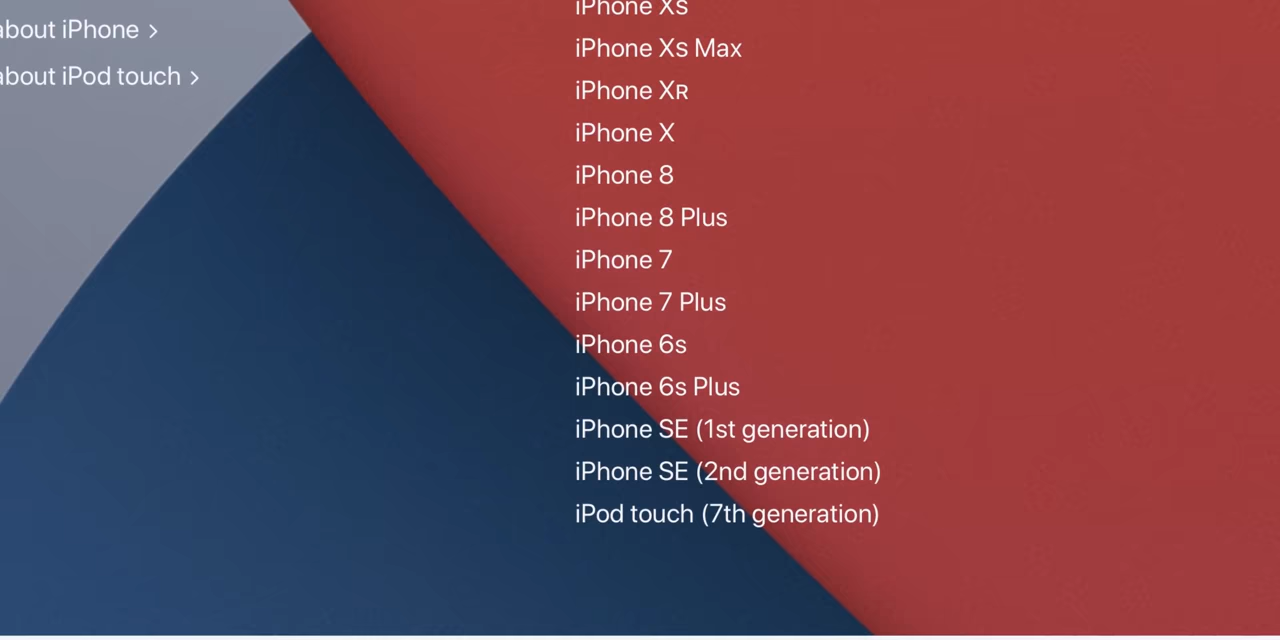 about iPhone >
about iPod touch >
iPhone Xs
iPhone Xs Max
iPhone XR
iPhone X
iPhone 8
iPhone 8 Plus
iPhone 7
iPhone 7 Plus
iPhone 6s
iPhone 6s Plus
iPhone SE (1st generation)
iPhone SE (2nd generation)
iPod touch (7th generation)